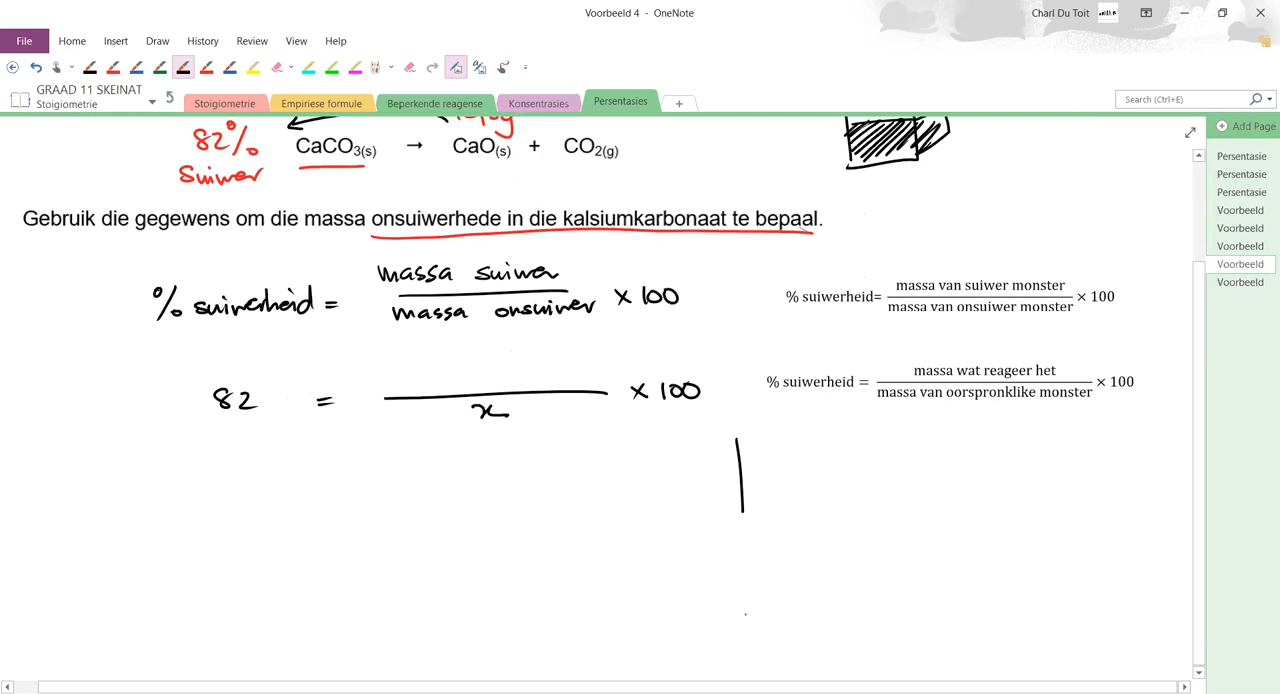 Voorbeeld 4 - OneNote
Charl Du Toit
File Home Insert Draw History Review View Help
GRAAD 11 SKEINAT
Stoigiometrie
Stoigiometrie Empiriese formule Beperkende reagense Konsentrasies Persentasies +
Search (Ctrl+E)
Add Page
Persentasie
Persentasie
Persentasie
Voorbeeld
Voorbeeld
Voorbeeld
Voorbeeld
Voorbeeld
82% suiwer
CaCO3(s) → CaO(s) + CO2(g)
Gebruik die gegewens om die massa onsuiwerhede in die kalsiumkarbonaat te bepaal.
% suiwerheid = massa suiwer / massa onsuiwer × 100
% suiwerheid= massa van suiwer monster / massa van onsuiwer monster × 100
82 = / x × 100
% suiwerheid = massa wat reageer het / massa van oorspronklike monster × 100